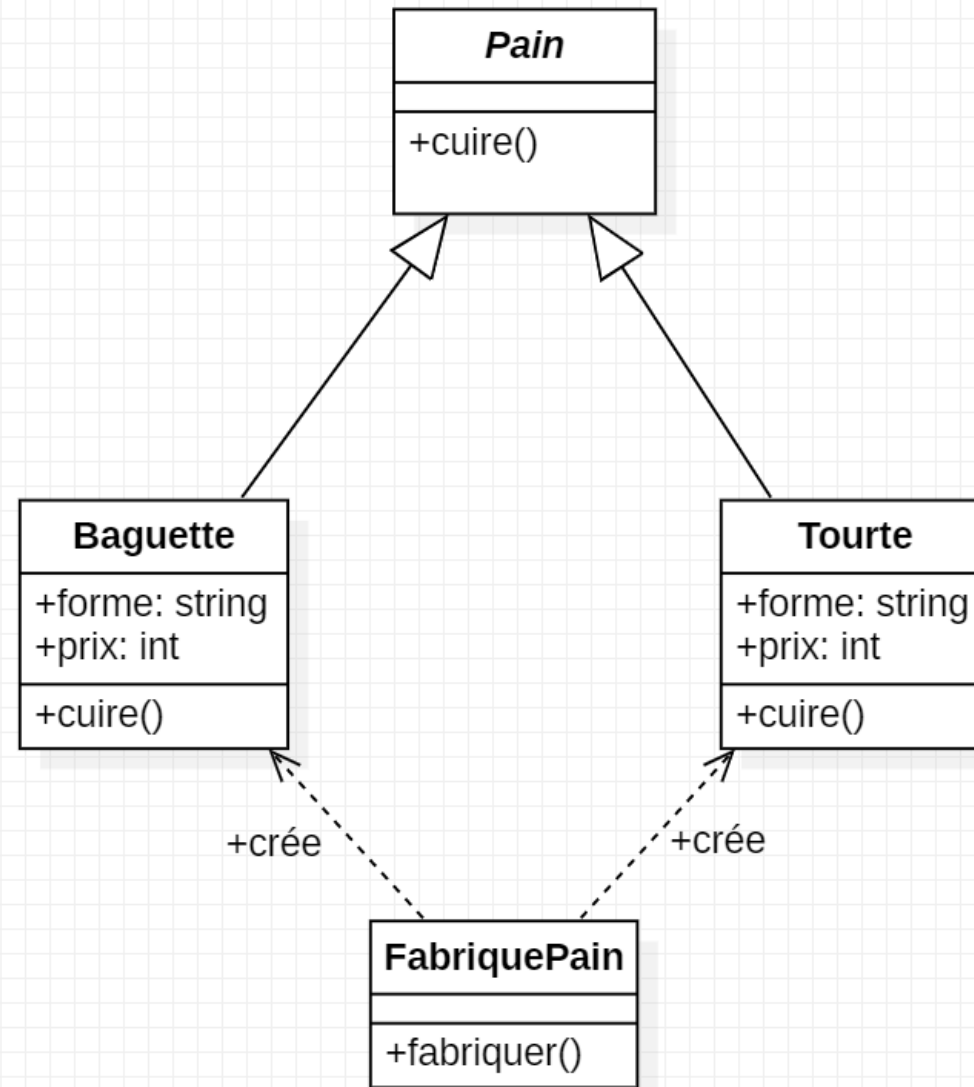 Pain
+cuire()
Baguette
+forme: string
+prix: int
+cuire()
Tourte
+forme: string
+prix: int
+cuire()
+crée
+crée
FabriquePain
+fabriquer()